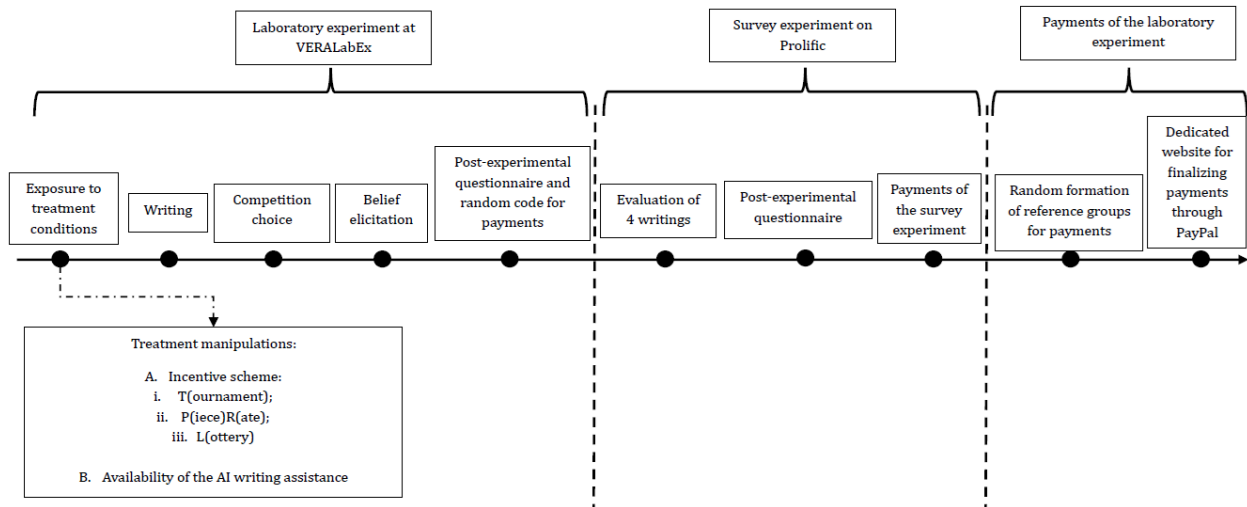 Laboratory experiment at
VERALabEx
Survey experiment on
Prolific
Payments of the laboratory
experiment
Exposure to
treatment
conditions
Writing
Competition
choice
Belief
elicitation
Post-experimental
questionnaire and
random code for
payments
Evaluation of
4 writings
Post-experimental
questionnaire
Payments of
the survey
experiment
Random formation
of reference groups
for payments
Dedicated
website for
finalizing
payments
through
PayPal
Treatment manipulations:
A. Incentive scheme:
i. T(ournament);
ii. P(iece)R(ate);
iii. L(ottery)
B. Availability of the AI writing assistance